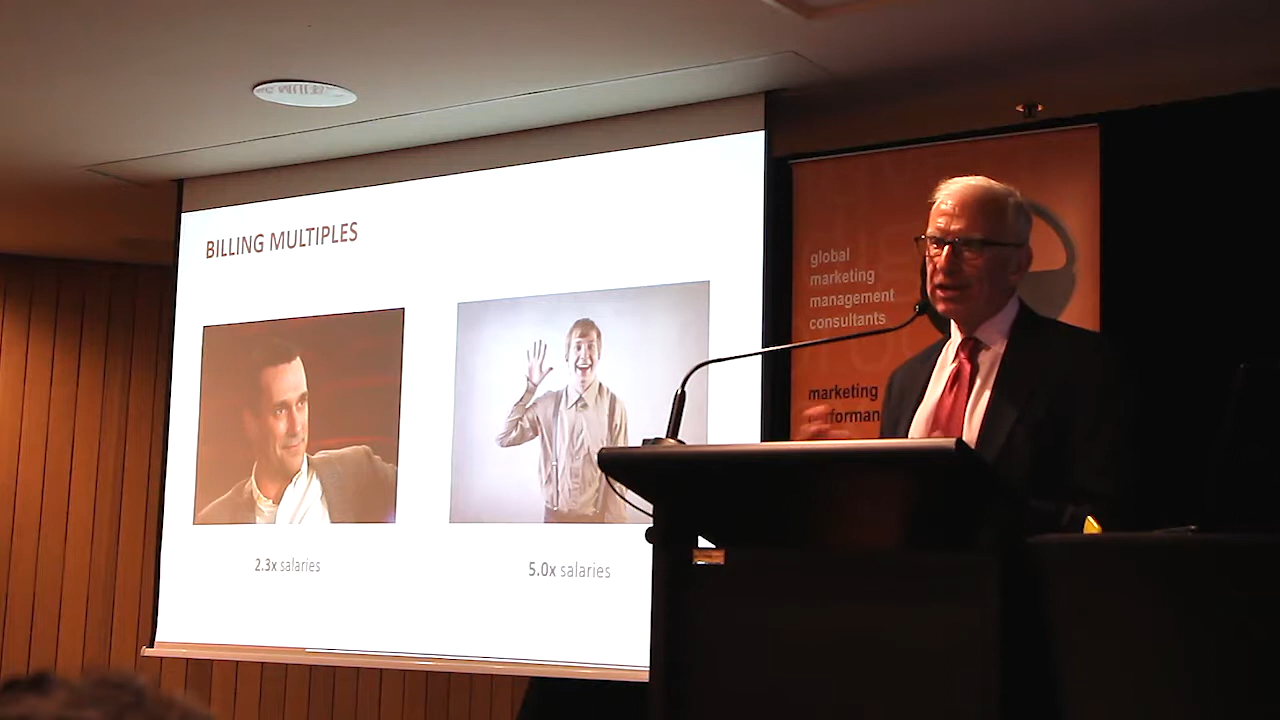 BILLING MULTIPLES
2.3x salaries
5.0x salaries
global
marketing
management
consultants
marketing